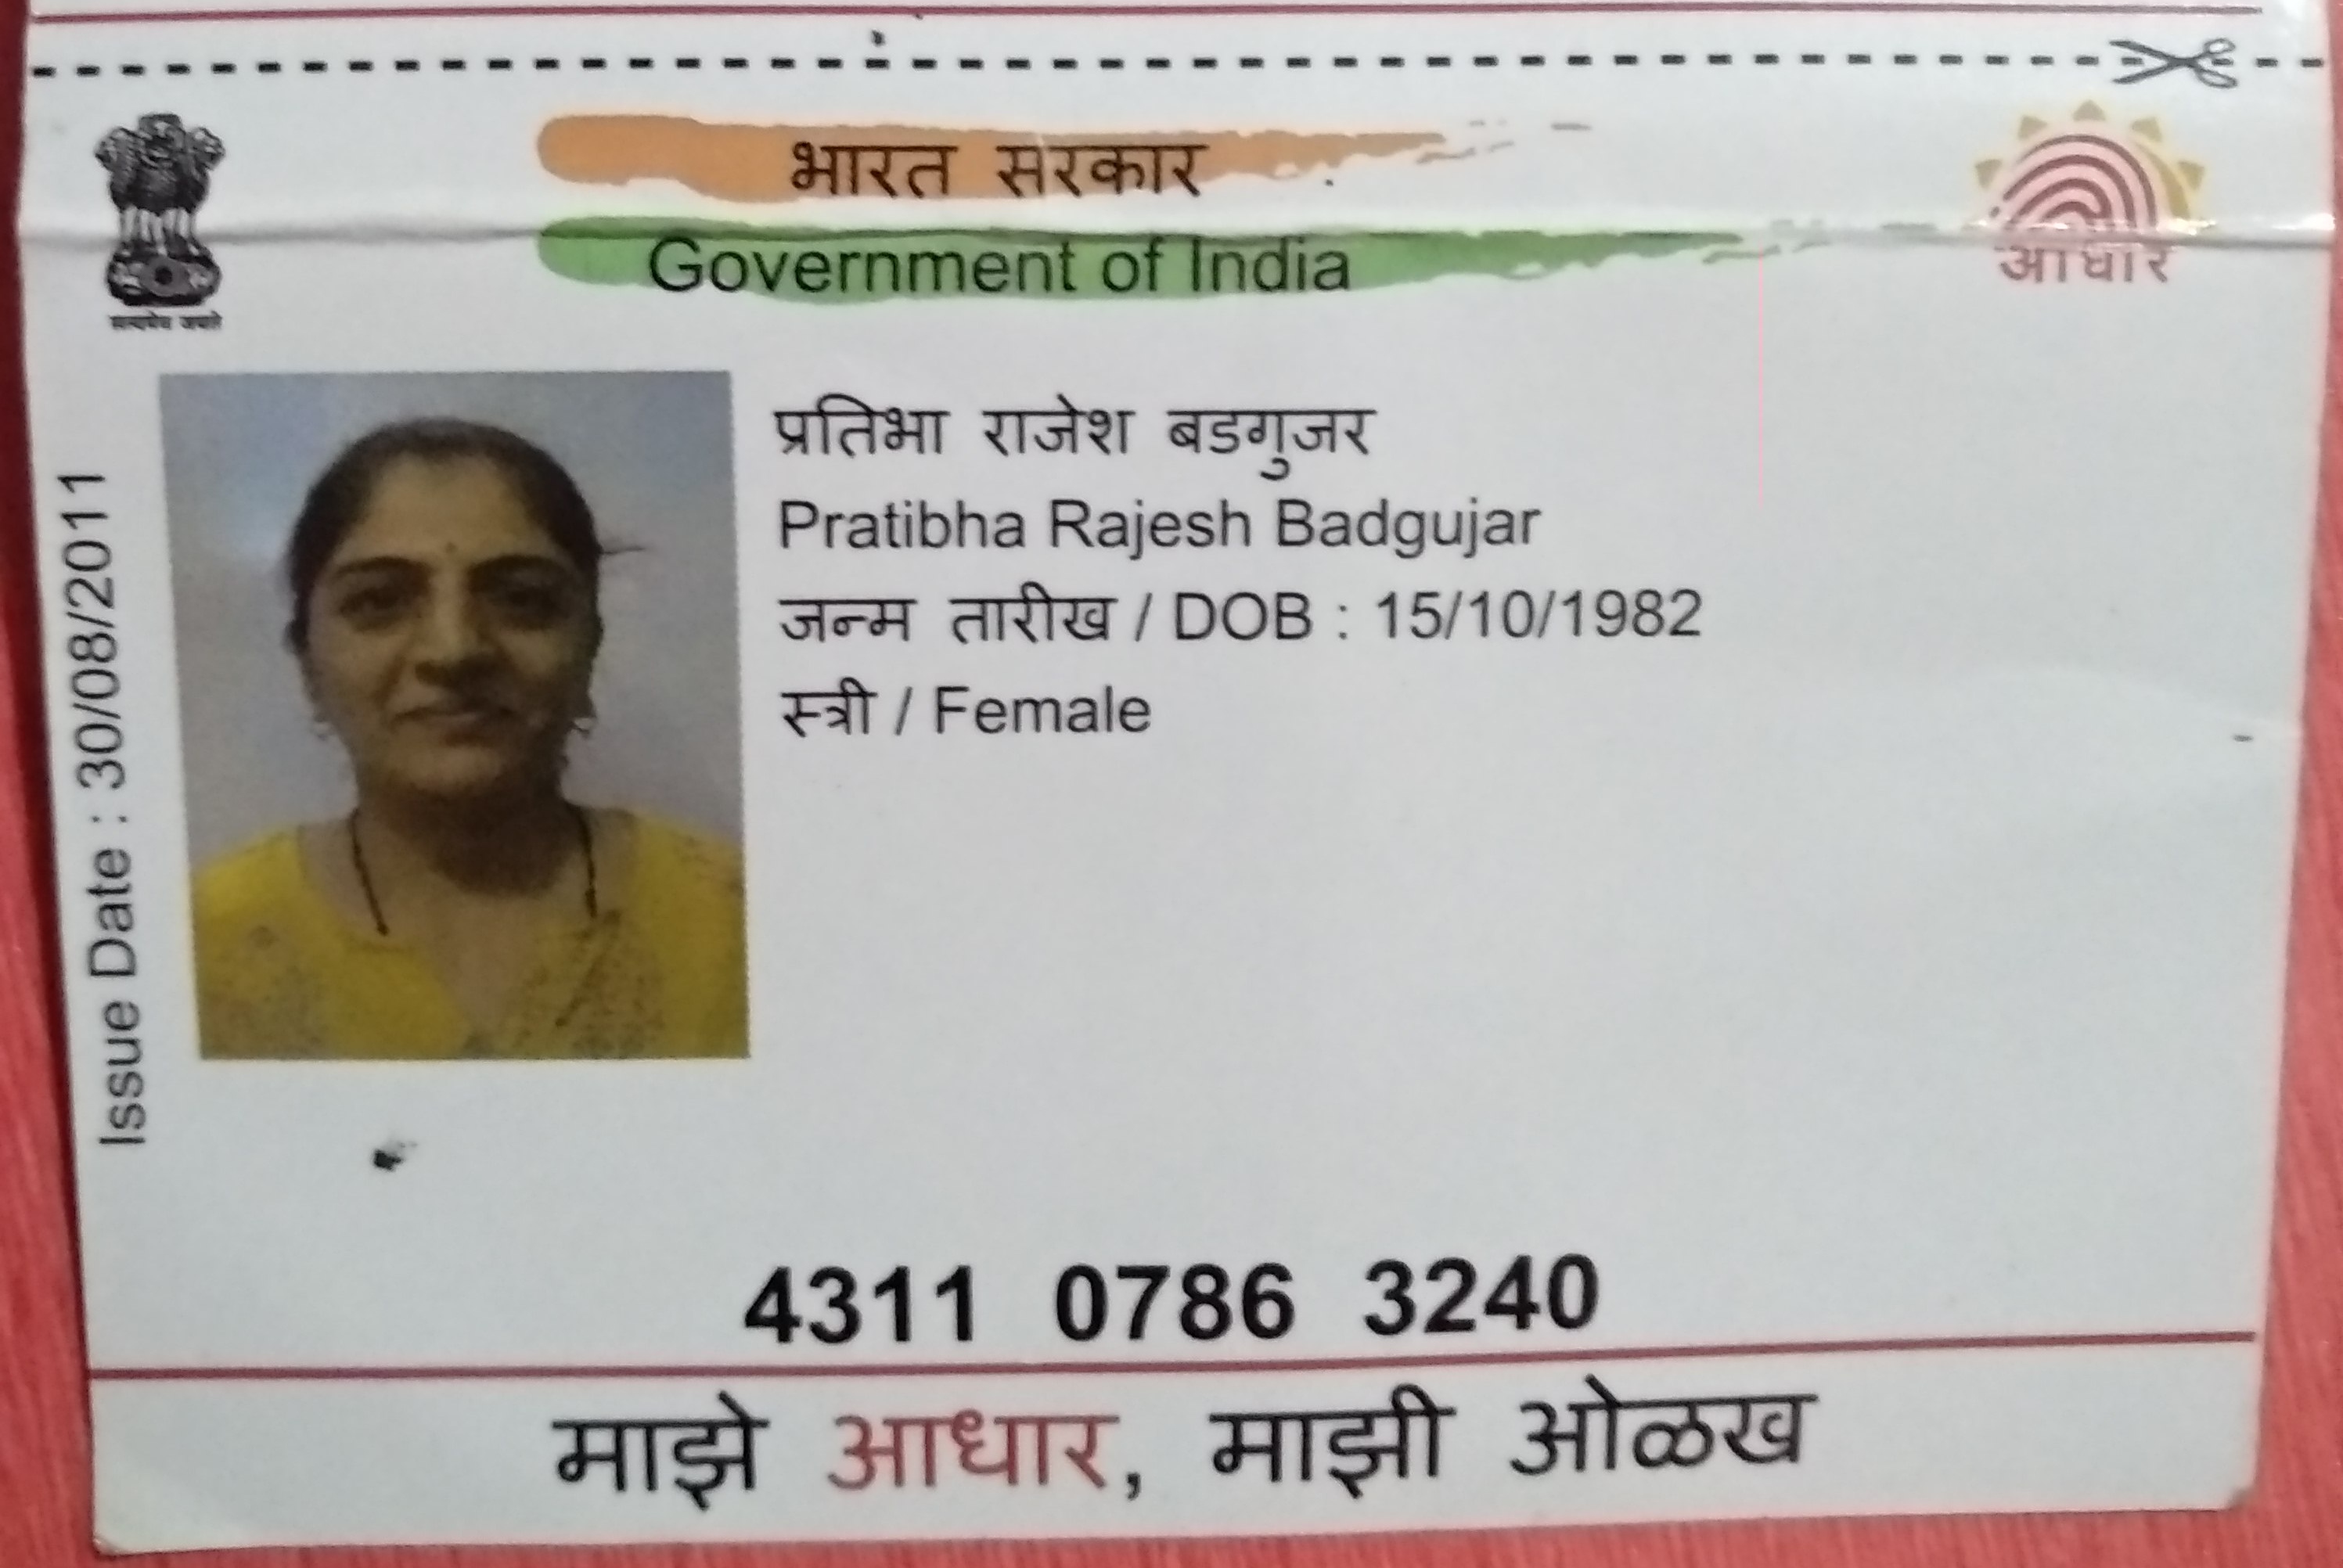 भारत सरकार
Government of India
सत्यमेव जयते
आधार
Issue Date : 30/08/2011
प्रतिभा राजेश बडगुजर
Pratibha Rajesh Badgujar
जन्म तारीख / DOB : 15/10/1982
स्त्री / Female
4311 0786 3240
माझे आधार, माझी ओळख